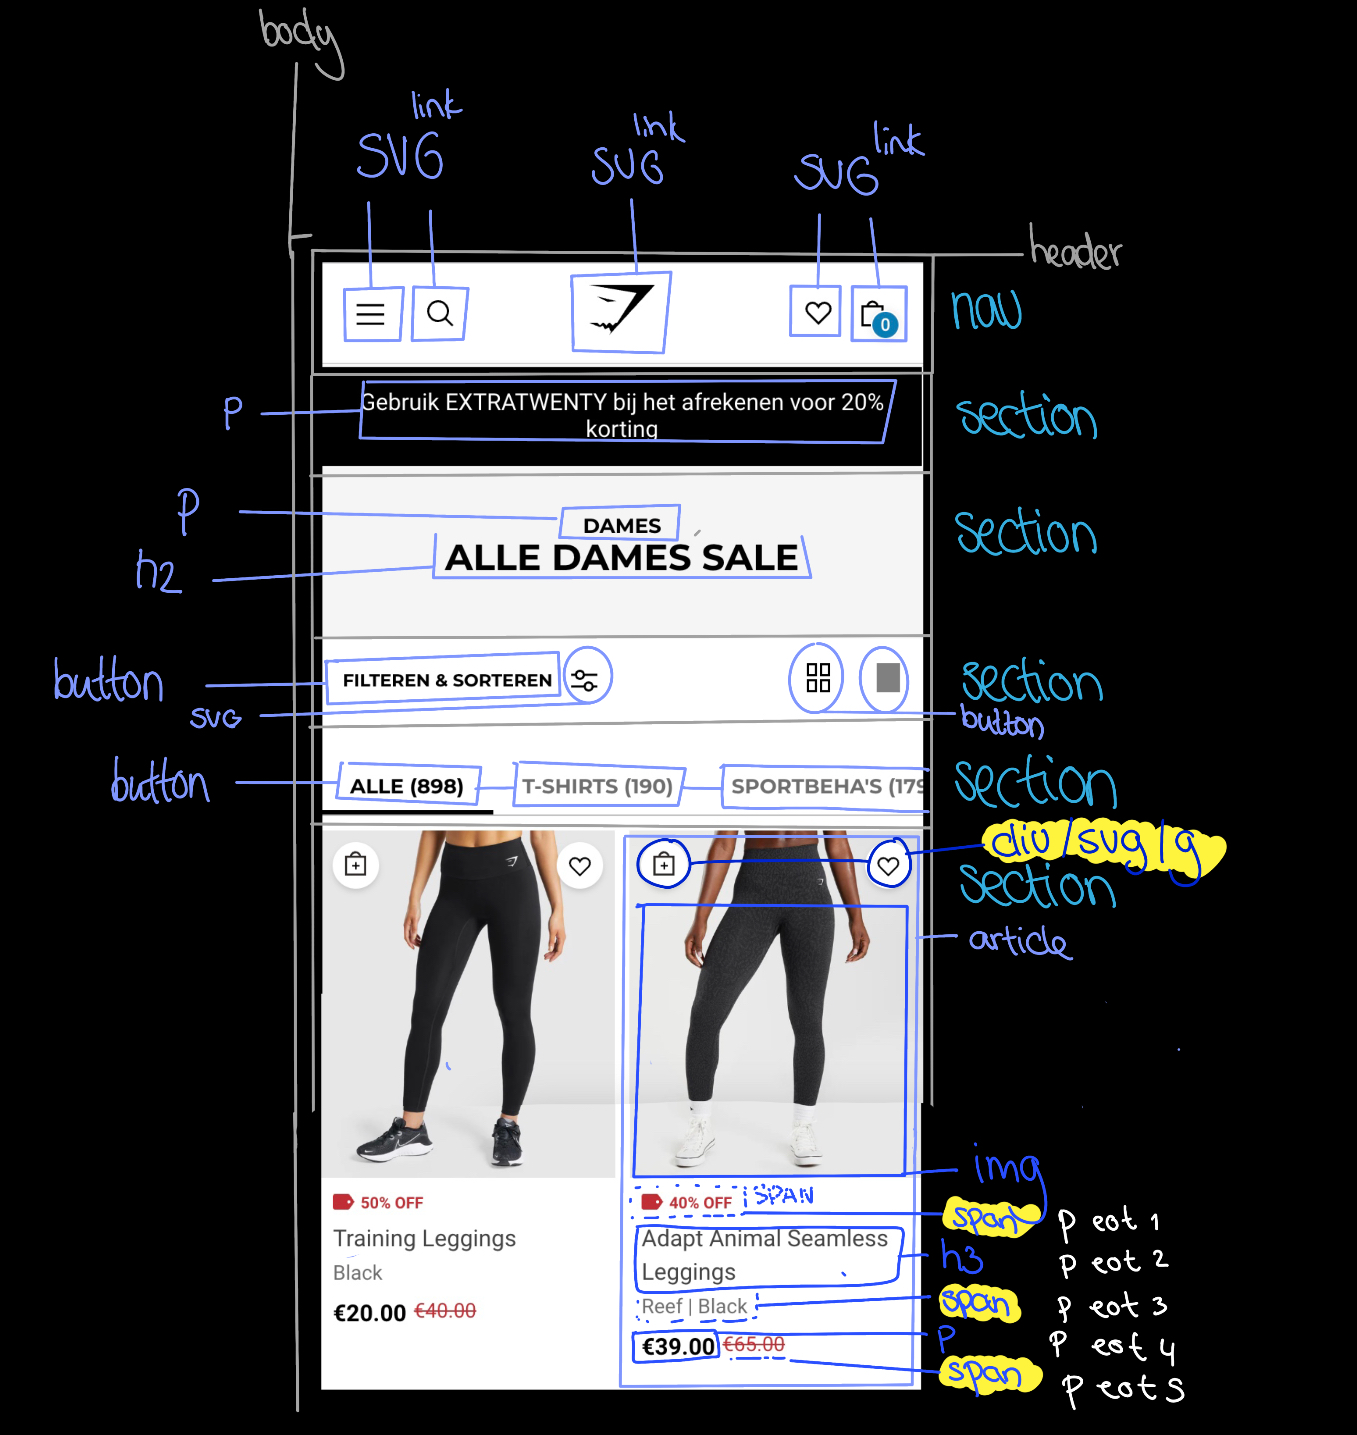 body
link
SVG
link
SVG
link
SVG
header
nav
0
p
Gebruik EXTRATWENTY bij het afrekenen voor 20%
korting
section
p
DAMES
section
h2
ALLE DAMES SALE
button
FILTEREN & SORTEREN
section
svg
button
button
ALLE (898)
T-SHIRTS (190)
SPORTBEHA'S (179
section
div/svg/g
section
article
img
50% OFF
40% OFF
SPAN
span
p eot 1
Training Leggings
Adapt Animal Seamless
Leggings
h3
p eot 2
Black
Reef | Black
span
p eot 3
€20.00 €40.00
€39.00 €65.00
p
p eot 4
span
p eot 5